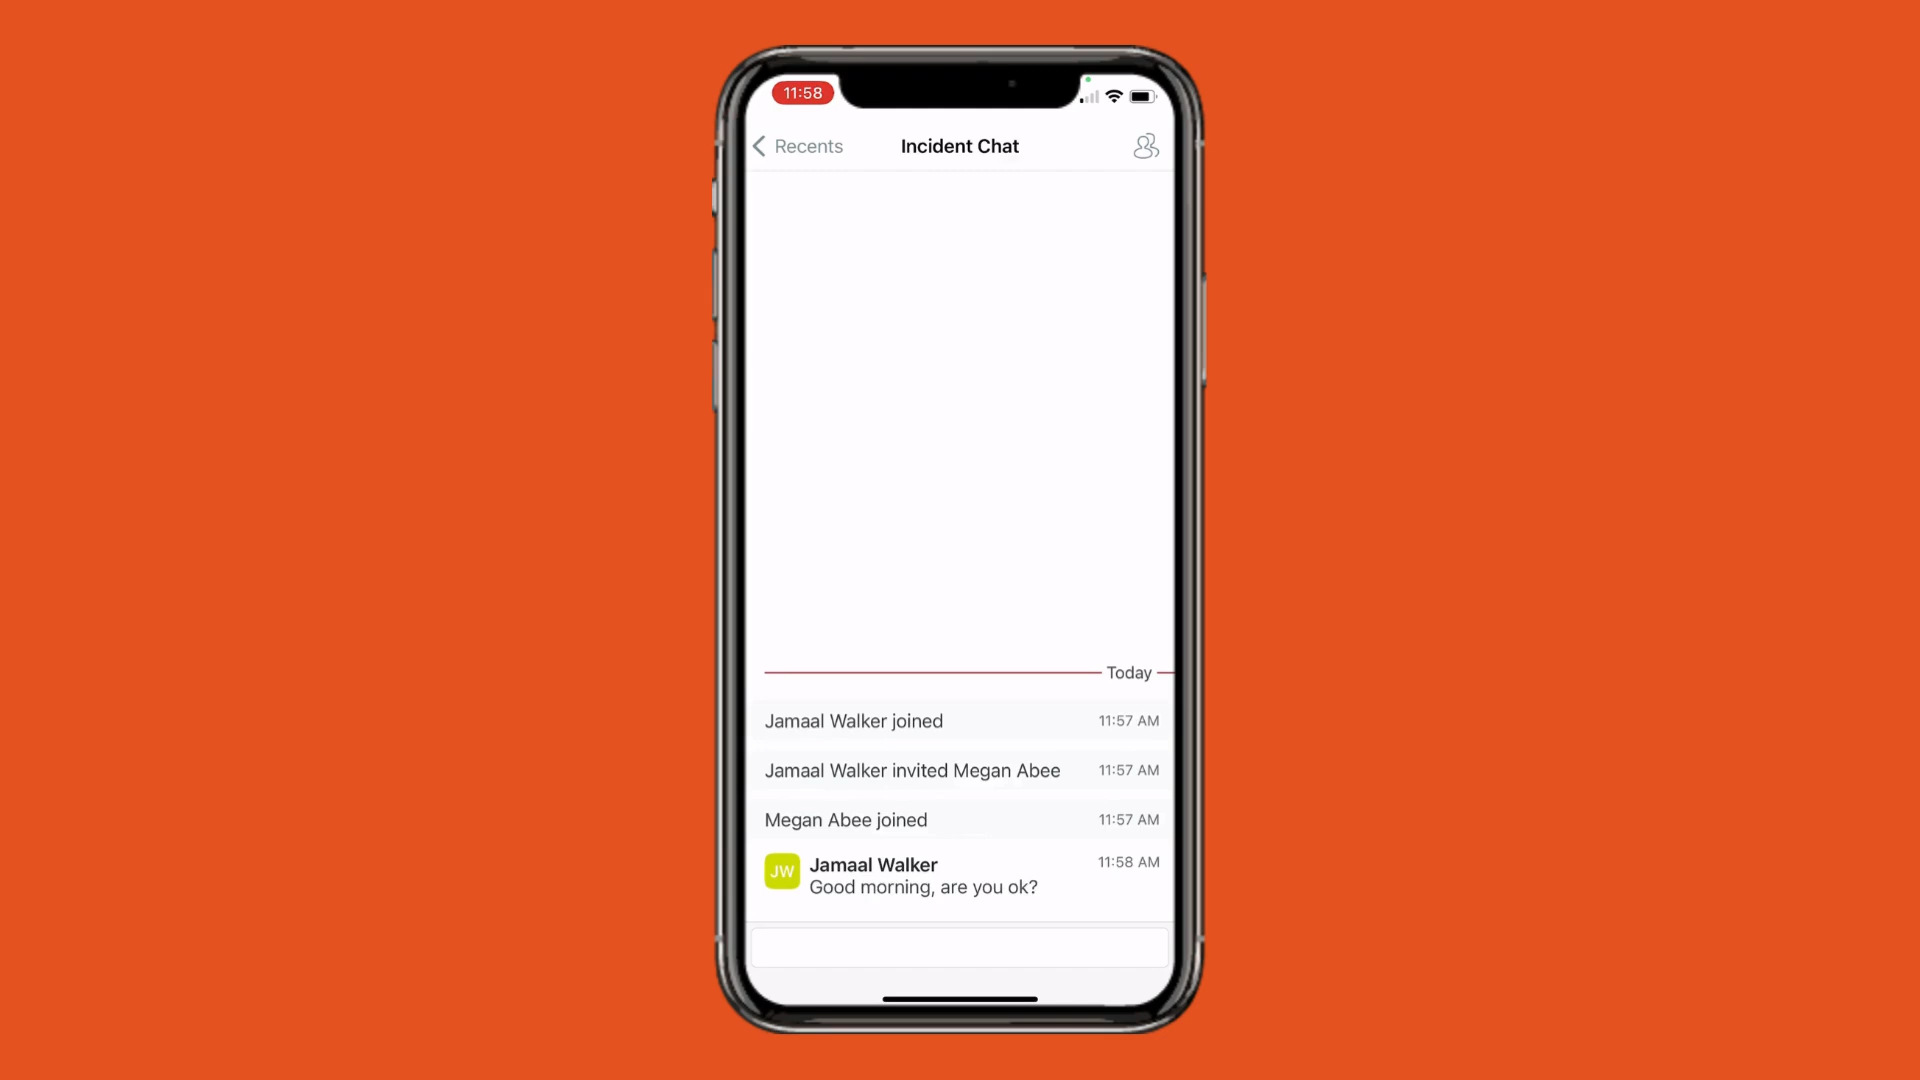 11:58
Recents
Incident Chat
Today
Jamaal Walker joined 11:57 AM
Jamaal Walker invited Megan Abee 11:57 AM
Megan Abee joined 11:57 AM
JW Jamaal Walker 11:58 AM
Good morning, are you ok?